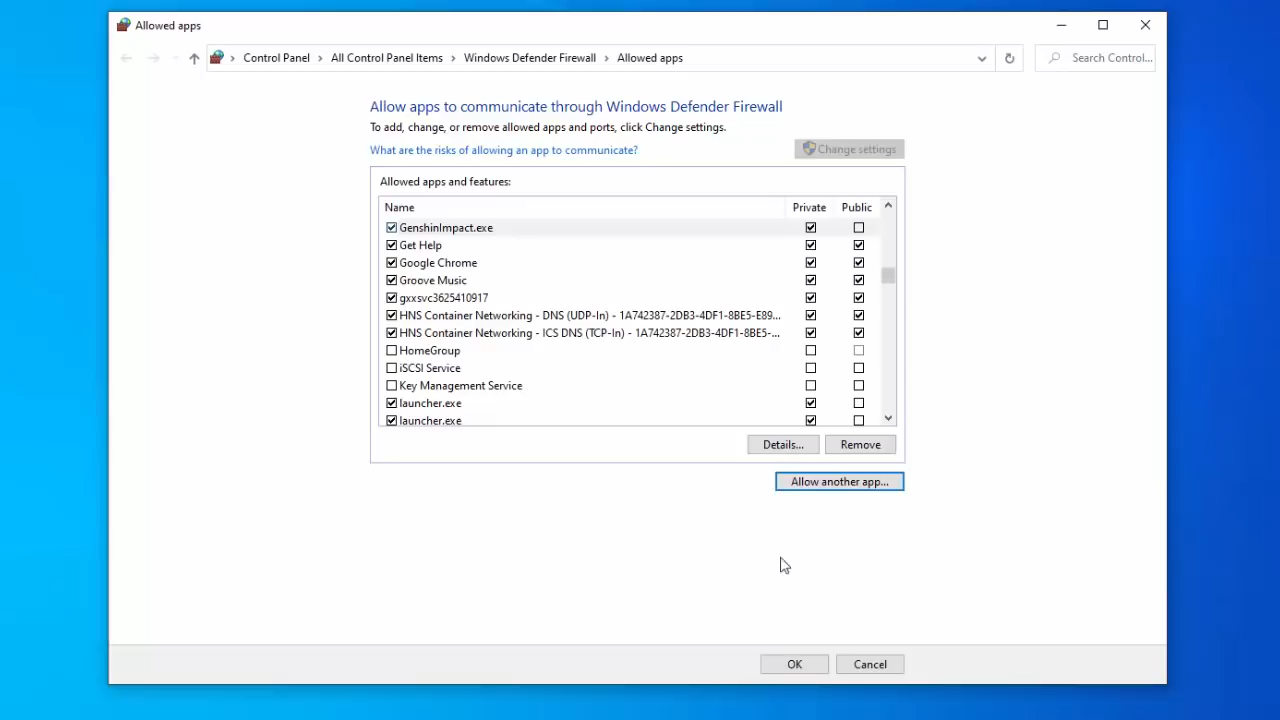 Allowed apps
Control Panel > All Control Panel Items > Windows Defender Firewall > Allowed apps
Search Control...
Allow apps to communicate through Windows Defender Firewall
To add, change, or remove allowed apps and ports, click Change settings.
What are the risks of allowing an app to communicate?
Change settings
Allowed apps and features:
Name Private Public
GenshinImpact.exe
Get Help
Google Chrome
Groove Music
gxxsvc3625410917
HNS Container Networking - DNS (UDP-In) - 1A742387-2DB3-4DF1-8BE5-E89...
HNS Container Networking - ICS DNS (TCP-In) - 1A742387-2DB3-4DF1-8BE5-...
HomeGroup
iSCSI Service
Key Management Service
launcher.exe
launcher.exe
Details... Remove
Allow another app...
OK Cancel